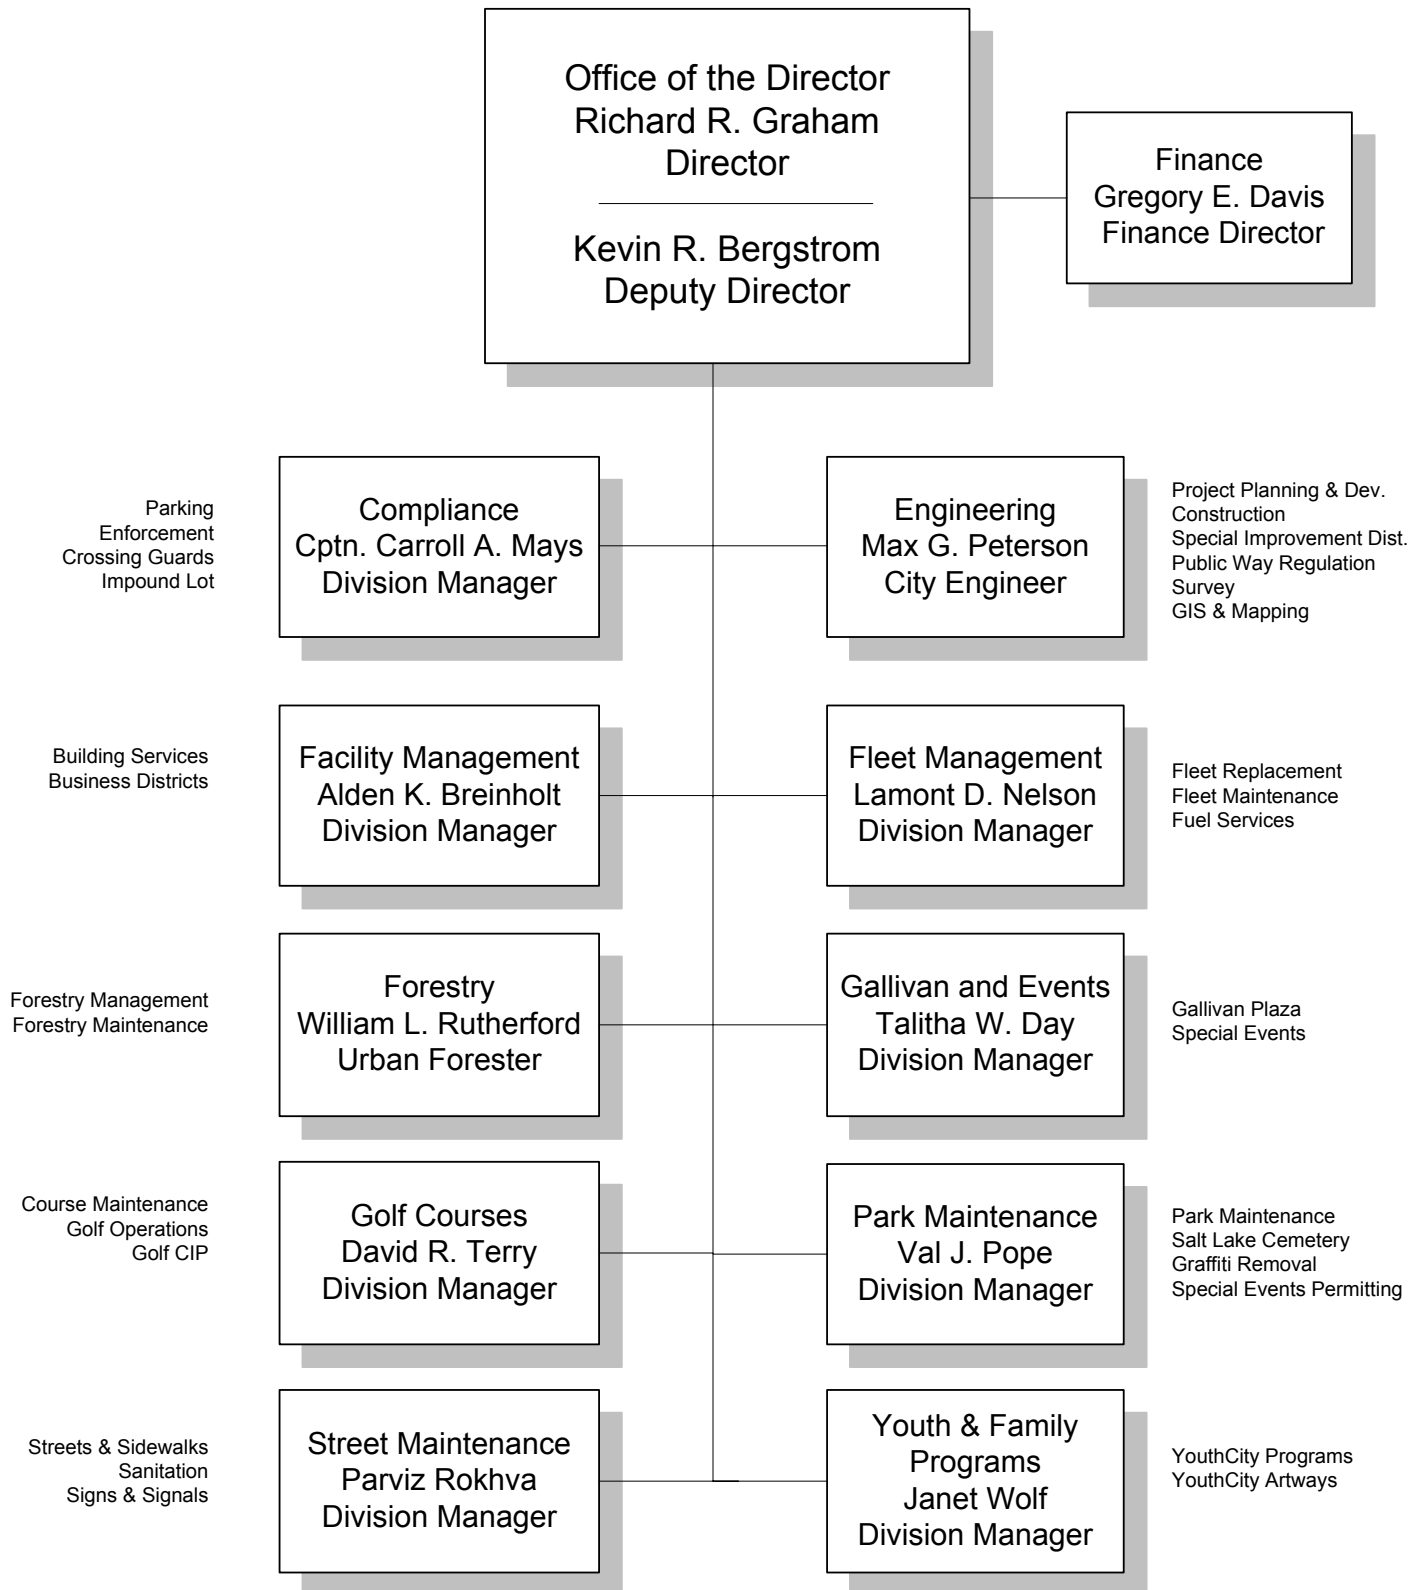 Office of the Director
Richard R. Graham
Director
Kevin R. Bergstrom
Deputy Director
Finance
Gregory E. Davis
Finance Director
Parking
Enforcement
Crossing Guards
Impound Lot
Compliance
Cptn. Carroll A. Mays
Division Manager
Engineering
Max G. Peterson
City Engineer
Project Planning & Dev.
Construction
Special Improvement Dist.
Public Way Regulation
Survey
GIS & Mapping
Building Services
Business Districts
Facility Management
Alden K. Breinholt
Division Manager
Fleet Management
Lamont D. Nelson
Division Manager
Fleet Replacement
Fleet Maintenance
Fuel Services
Forestry Management
Forestry Maintenance
Forestry
William L. Rutherford
Urban Forester
Gallivan and Events
Talitha W. Day
Division Manager
Gallivan Plaza
Special Events
Course Maintenance
Golf Operations
Golf CIP
Golf Courses
David R. Terry
Division Manager
Park Maintenance
Val J. Pope
Division Manager
Park Maintenance
Salt Lake Cemetery
Graffiti Removal
Special Events Permitting
Streets & Sidewalks
Sanitation
Signs & Signals
Street Maintenance
Parviz Rokhva
Division Manager
Youth & Family
Programs
Janet Wolf
Division Manager
YouthCity Programs
YouthCity Artways